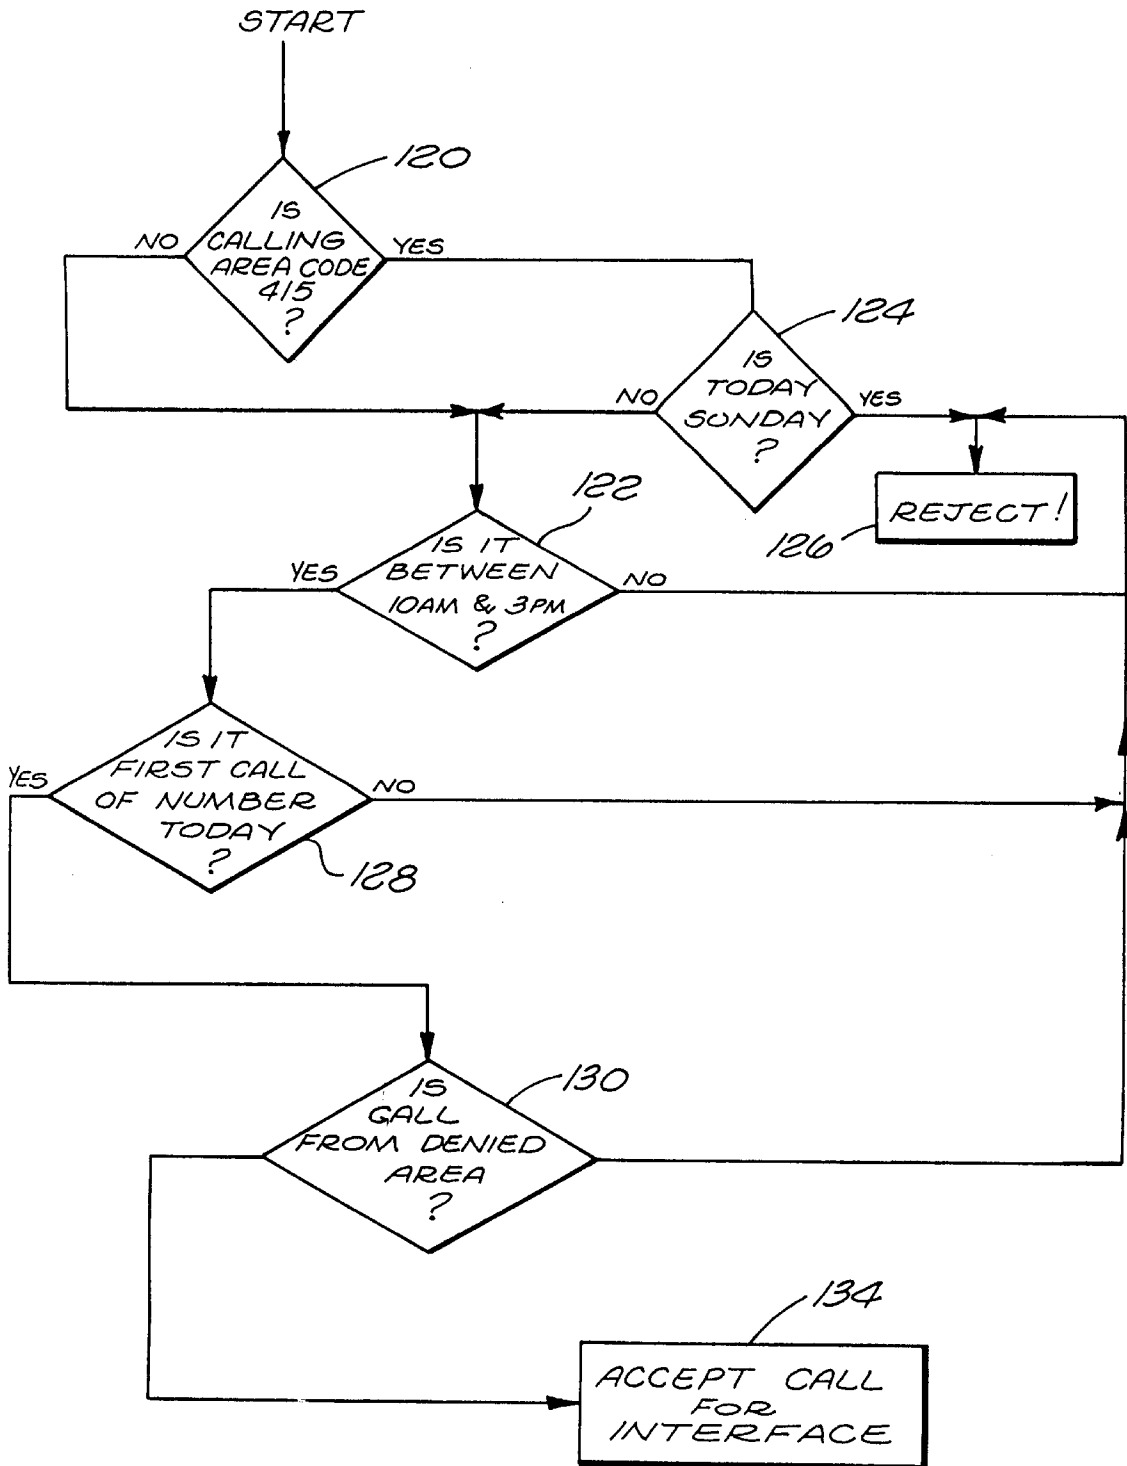 START
120
IS
CALLING
AREA CODE
415
?
NO
YES
124
IS
TODAY
SUNDAY
?
NO
YES
REJECT!
126
122
IS IT
BETWEEN
10AM & 3PM
?
YES
NO
IS IT
FIRST CALL
OF NUMBER
TODAY
?
YES
NO
128
130
IS
CALL
FROM DENIED
AREA
?
134
ACCEPT CALL
FOR
INTERFACE